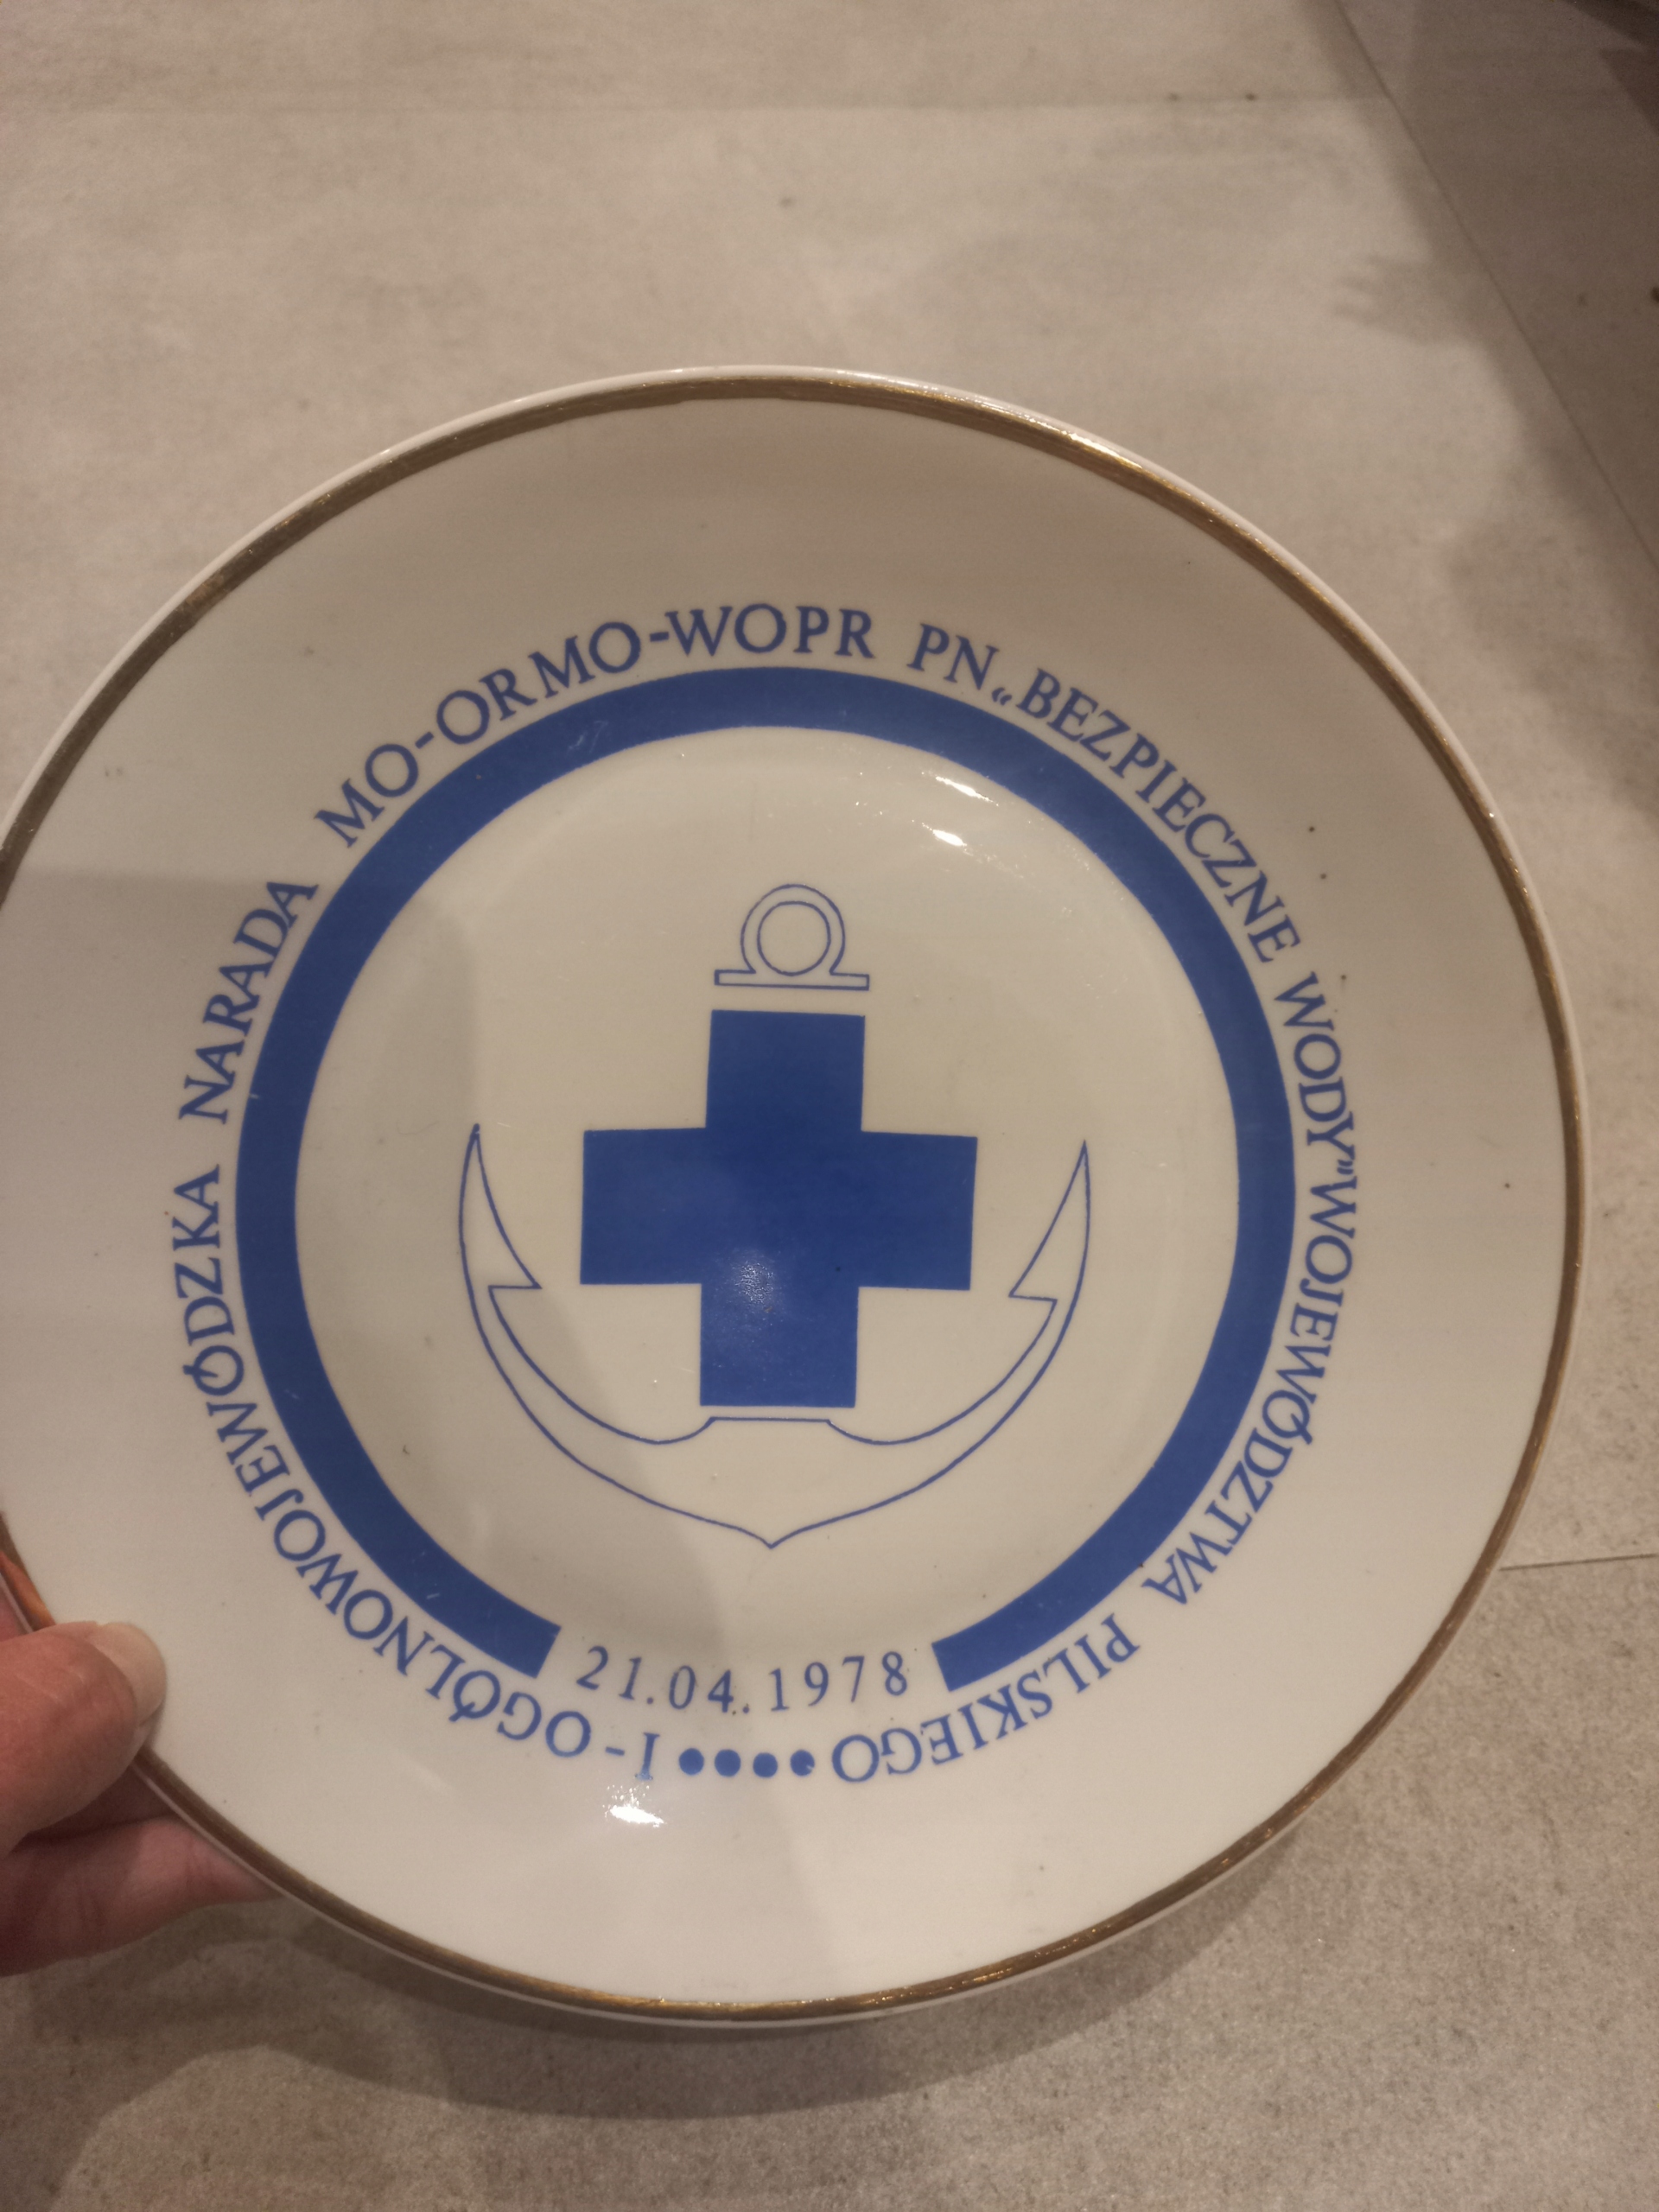 I-OGÓLNOWOJEWÓDZKA NARADA MO-ORMO-WOPR PN „BEZPIECZNE WODY” WOJEWÓDZTWA PILSKIEGO ••••
21.04.1978